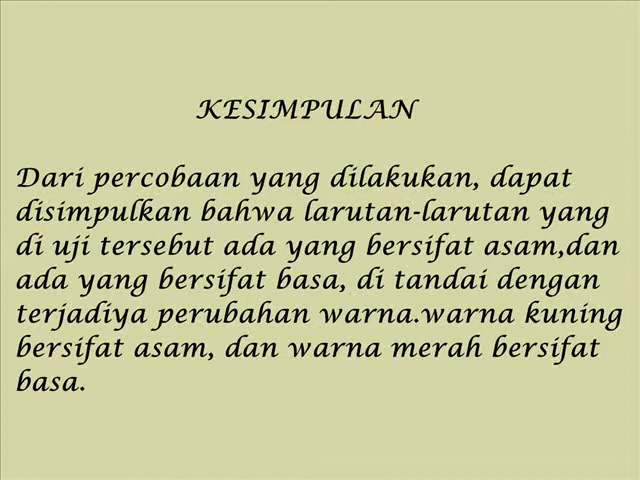 KESIMPULAN
Dari percobaan yang dilakukan, dapat
disimpulkan bahwa larutan-larutan yang
di uji tersebut ada yang bersifat asam,dan
ada yang bersifat basa, di tandai dengan
terjadiya perubahan warna.warna kuning
bersifat asam, dan warna merah bersifat
basa.